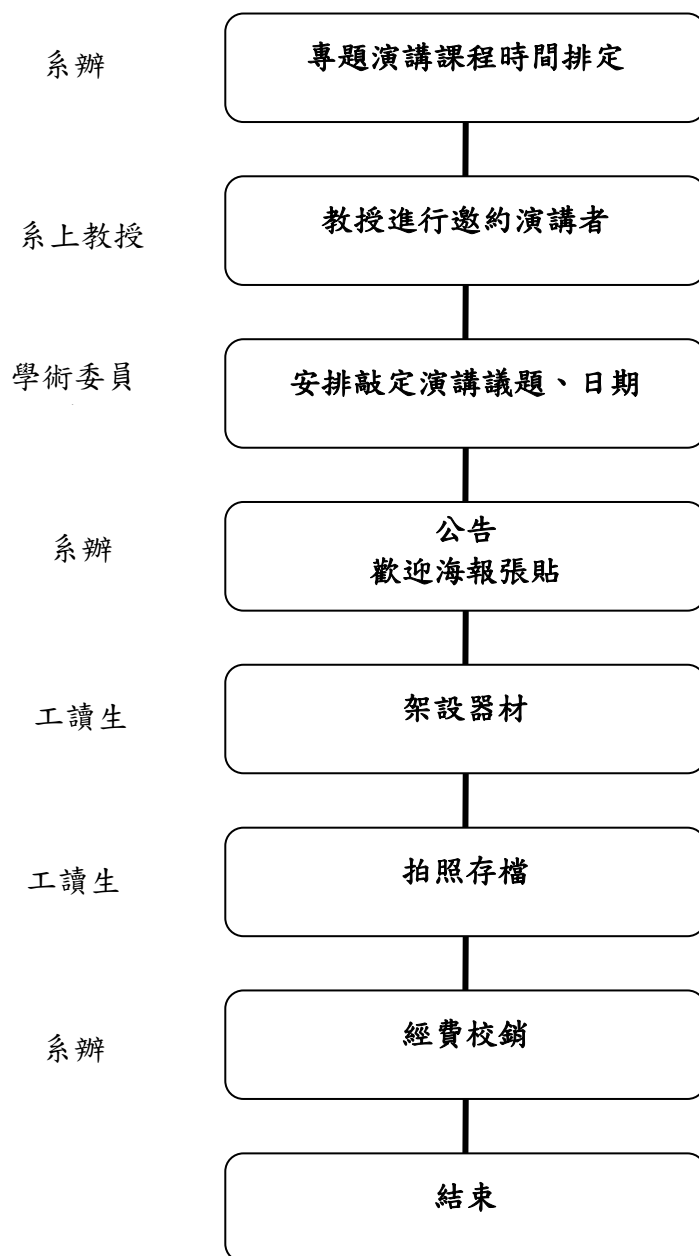 系辦
專題演講課程時間排定
系上教授
教授進行邀約演講者
學術委員
安排敲定演講議題、日期
系辦
公告
歡迎海報張貼
工讀生
架設器材
工讀生
拍照存檔
系辦
經費校銷
結束